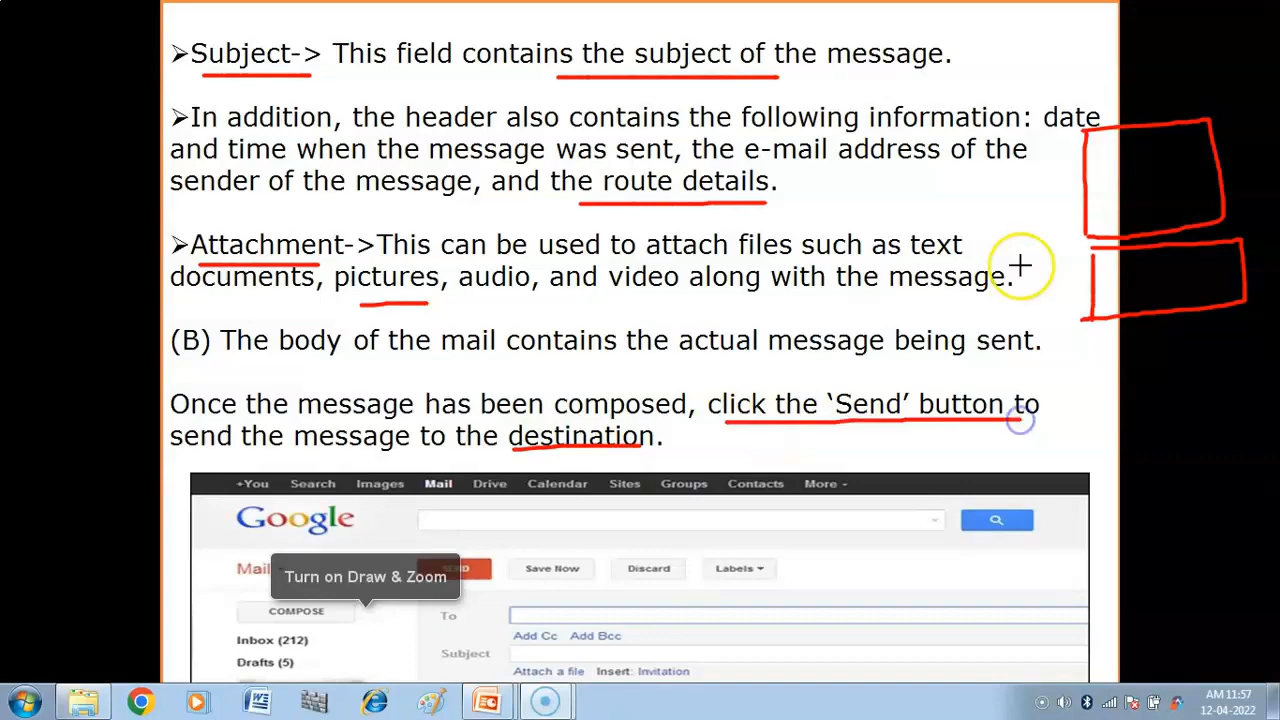 ➢Subject-> This field contains the subject of the message.
➢In addition, the header also contains the following information: date
and time when the message was sent, the e-mail address of the
sender of the message, and the route details.
➢Attachment->This can be used to attach files such as text
documents, pictures, audio, and video along with the message.
(B) The body of the mail contains the actual message being sent.
Once the message has been composed, click the ‘Send’ button to
send the message to the destination.
+You Search Images Mail Drive Calendar Sites Groups Contacts More
Google
Mail Save Now Discard Labels
Turn on Draw & Zoom
COMPOSE To
Inbox (212) Add Cc Add Bcc
Drafts (5) Subject
Attach a file Insert: Invitation
AM 11:57
12-04-2022